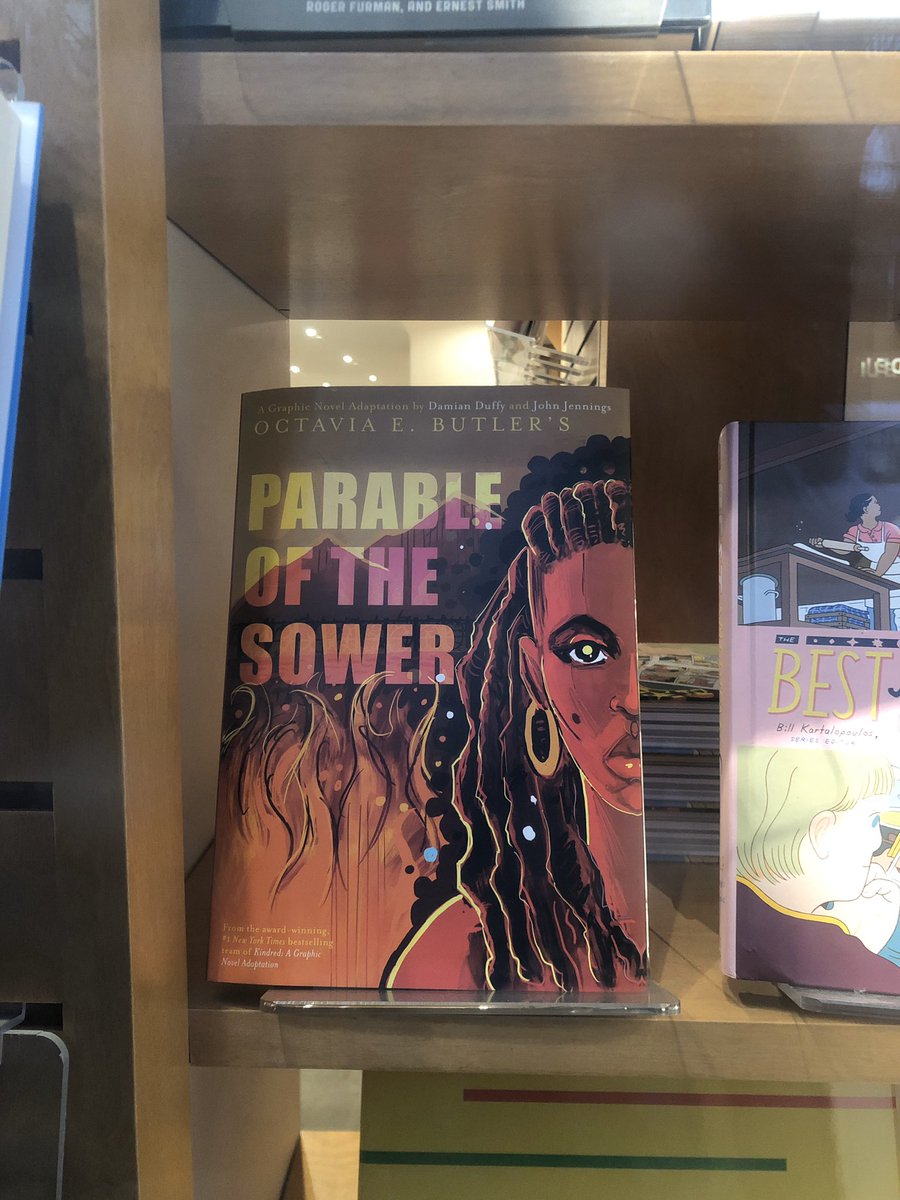 ROGER FURMAN, AND ERNEST SMITH
A Graphic Novel Adaptation by Damian Duffy and John Jennings
OCTAVIA E. BUTLER'S
PARABLE
OF THE
SOWER
From the award-winning,
#1 New York Times bestselling
team of Kindred: A Graphic
Novel Adaptation
THE
BEST
Bill Kartalopoulos,
SERIES EDITOR